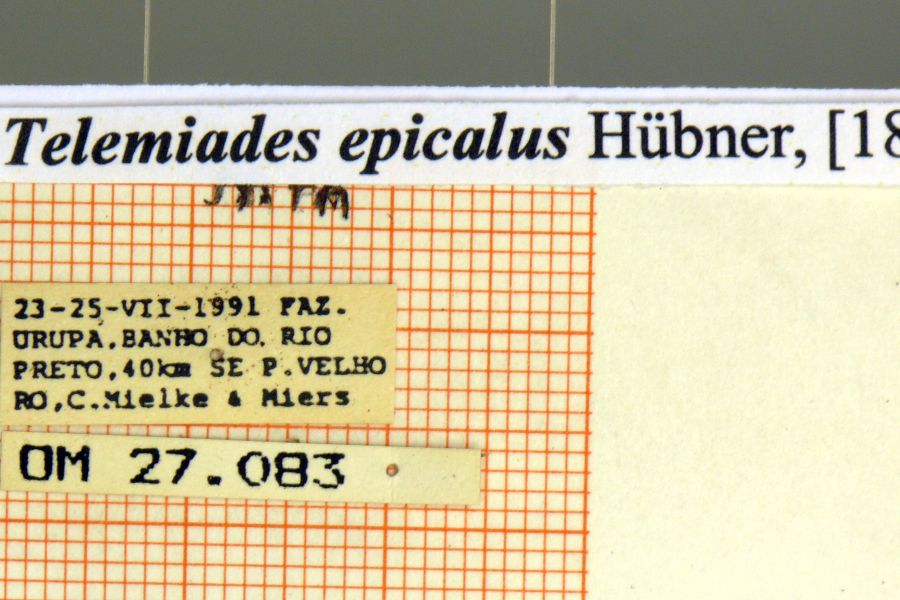 Telemiades epicalus Hübner, [18
23-25-VII-1991 FAZ.
URUPA,BANHO DO RIO
PRETO,40km SE P.VELHO
RO,C.Mielke & Miers
OM 27.083